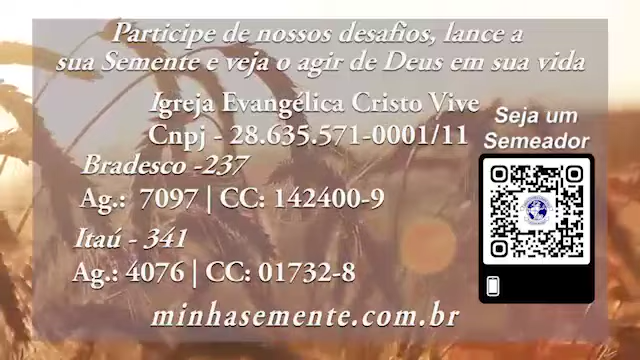 Participe de nossos desafios, lance a
sua Semente e veja o agir de Deus em sua vida
Igreja Evangélica Cristo Vive
Cnpj - 28.635.571-0001/11
Seja um
Semeador
Bradesco -237
Ag.: 7097 | CC: 142400-9
Itaú - 341
Ag.: 4076 | CC: 01732-8
minhasemente.com.br